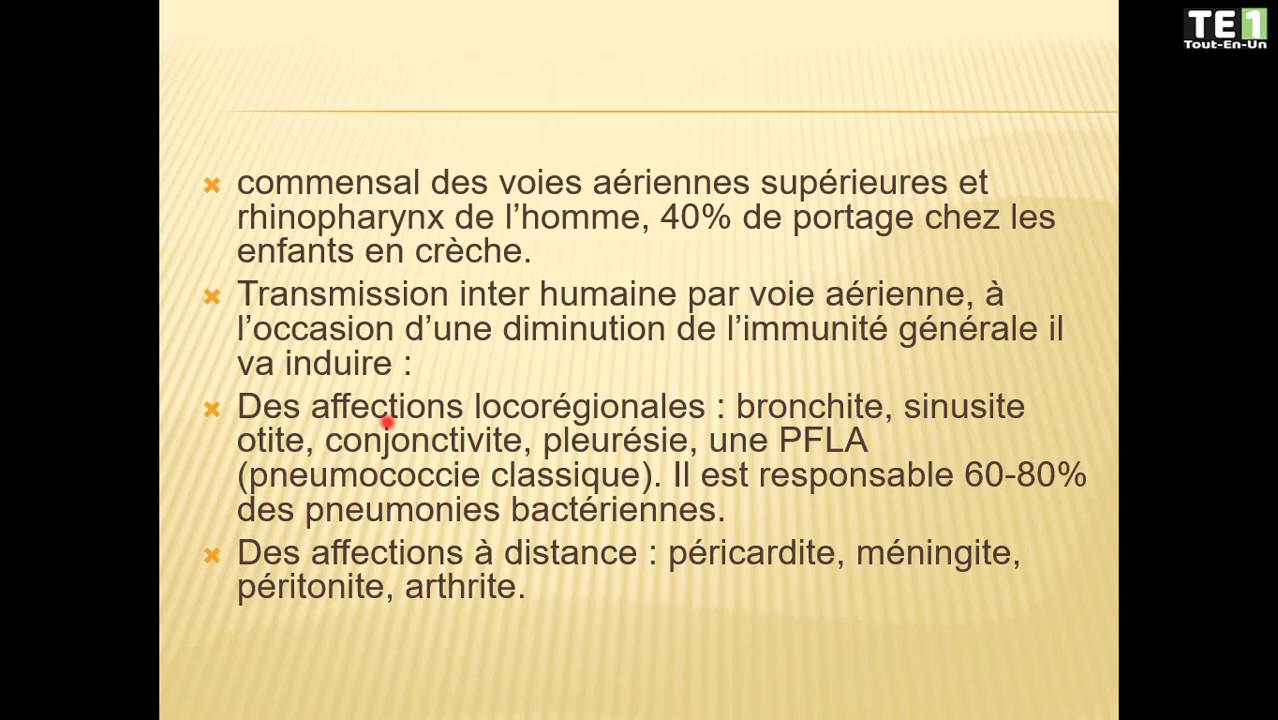 TE1
Tout-En-Un
commensal des voies aériennes supérieures et
rhinopharynx de l’homme, 40% de portage chez les
enfants en crèche.
Transmission inter humaine par voie aérienne, à
l’occasion d’une diminution de l’immunité générale il
va induire :
Des affections locorégionales : bronchite, sinusite
otite, conjonctivite, pleurésie, une PFLA
(pneumococcie classique). Il est responsable 60-80%
des pneumonies bactériennes.
Des affections à distance : péricardite, méningite,
péritonite, arthrite.